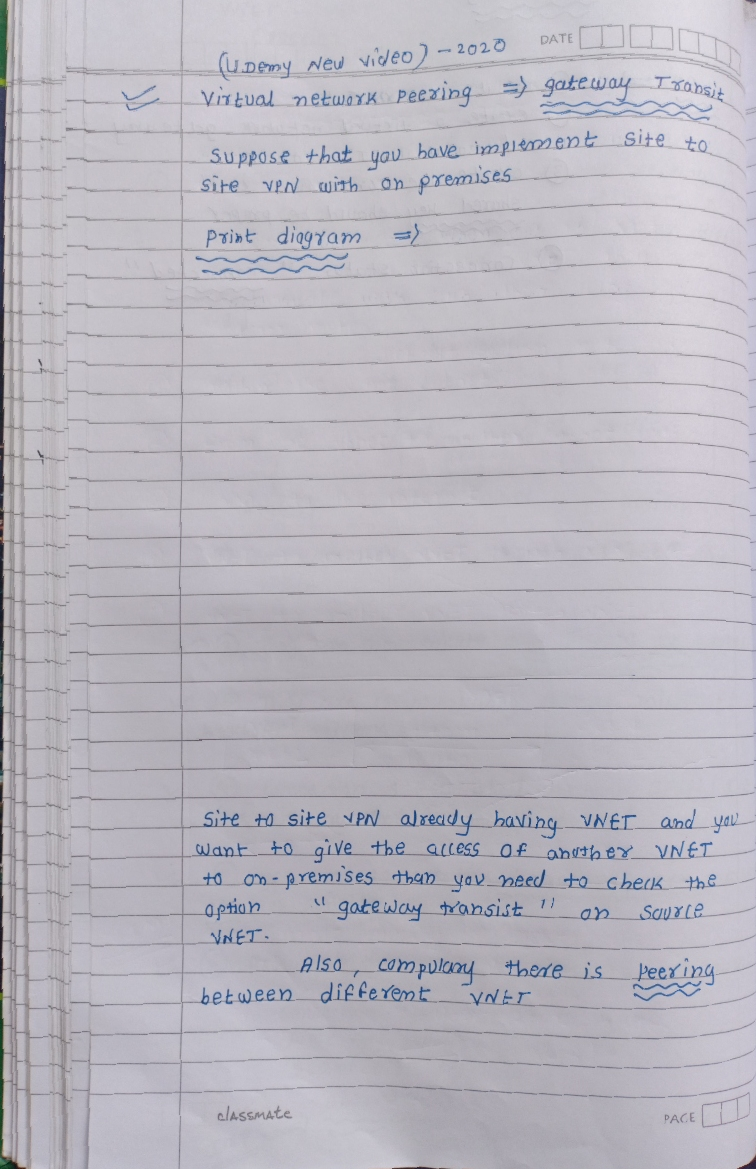 DATE
(Udemy New video) - 2020
Virtual network peering => gateway Transit
Suppose that you have implement site to
site VPN with on premises
Print diagram =>
Site to site VPN already having VNET and you
want to give the access of another VNET
to on-premises than you need to check the
option "gateway transist" on source
VNET.
Also, compulary there is peering
between different VNET
classmate
PAGE